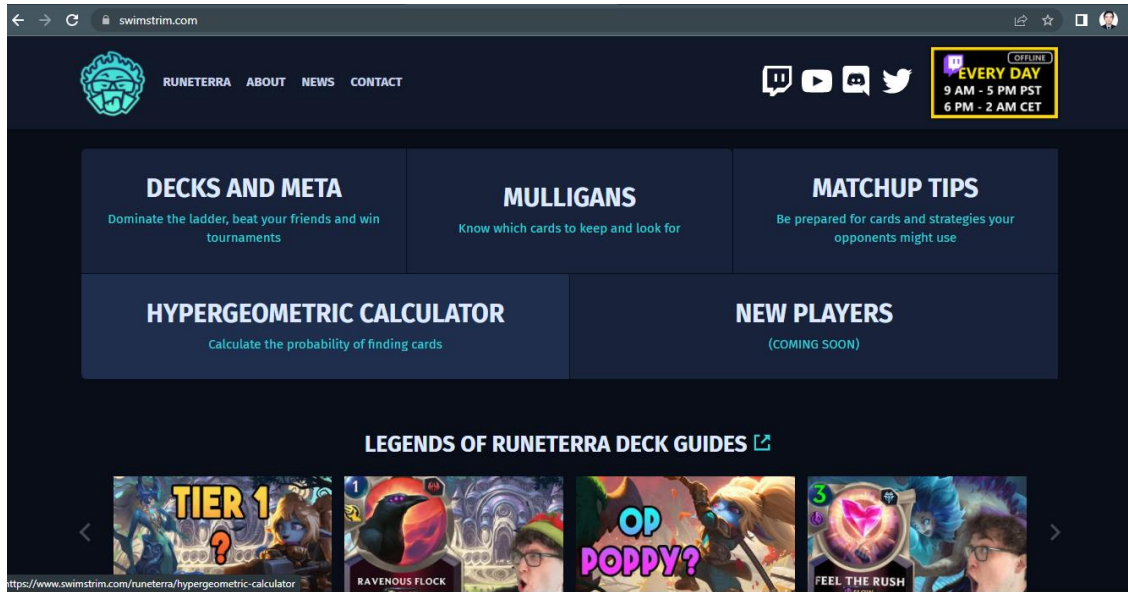 swimstrim.com
RUNETERRA ABOUT NEWS CONTACT
OFFLINE
EVERY DAY
9 AM - 5 PM PST
6 PM - 2 AM CET
DECKS AND META
Dominate the ladder, beat your friends and win
tournaments
MULLIGANS
Know which cards to keep and look for
MATCHUP TIPS
Be prepared for cards and strategies your
opponents might use
HYPERGEOMETRIC CALCULATOR
Calculate the probability of finding cards
NEW PLAYERS
(COMING SOON)
LEGENDS OF RUNETERRA DECK GUIDES
TIER 1
?
1
RAVENOUS FLOCK
OP
POPPY?
3
FEEL THE RUSH
https://www.swimstrim.com/runeterra/hypergeometric-calculator